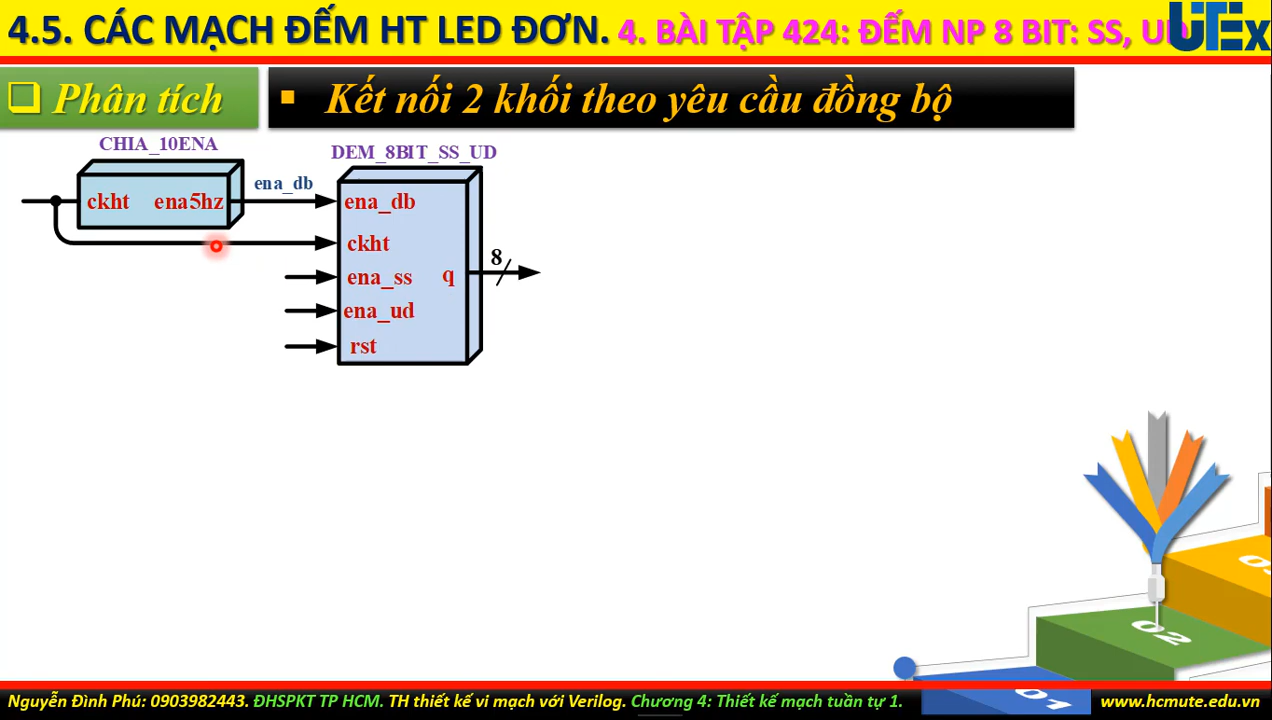 4.5. CÁC MẠCH ĐẾM HT LED ĐƠN. 4. BÀI TẬP 424: ĐẾM NP 8 BIT: SS, UD
UTEx
Phân tích
Kết nối 2 khối theo yêu cầu đồng bộ
CHIA_10ENA
DEM_8BIT_SS_UD
ckht ena5hz
ena_db
ena_db
ckht
ena_ss
ena_ud
rst
q
8
02
01
Nguyễn Đình Phú: 0903982443. ĐHSPKT TP HCM. TH thiết kế vi mạch với Verilog. Chương 4: Thiết kế mạch tuần tự 1. www.hcmute.edu.vn